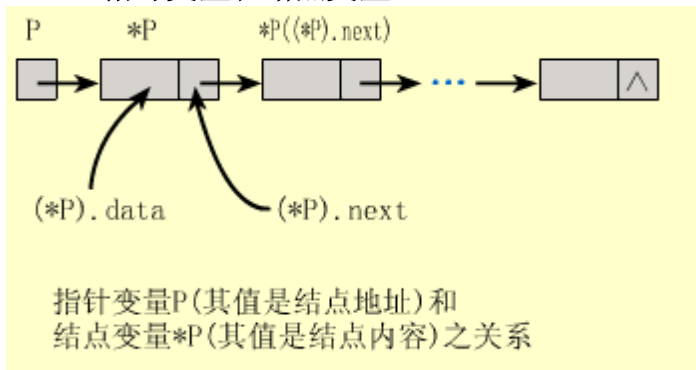 P *P *P((*P).next)
∧
(*P).data (*P).next
指针变量P(其值是结点地址)和
结点变量*P(其值是结点内容)之关系